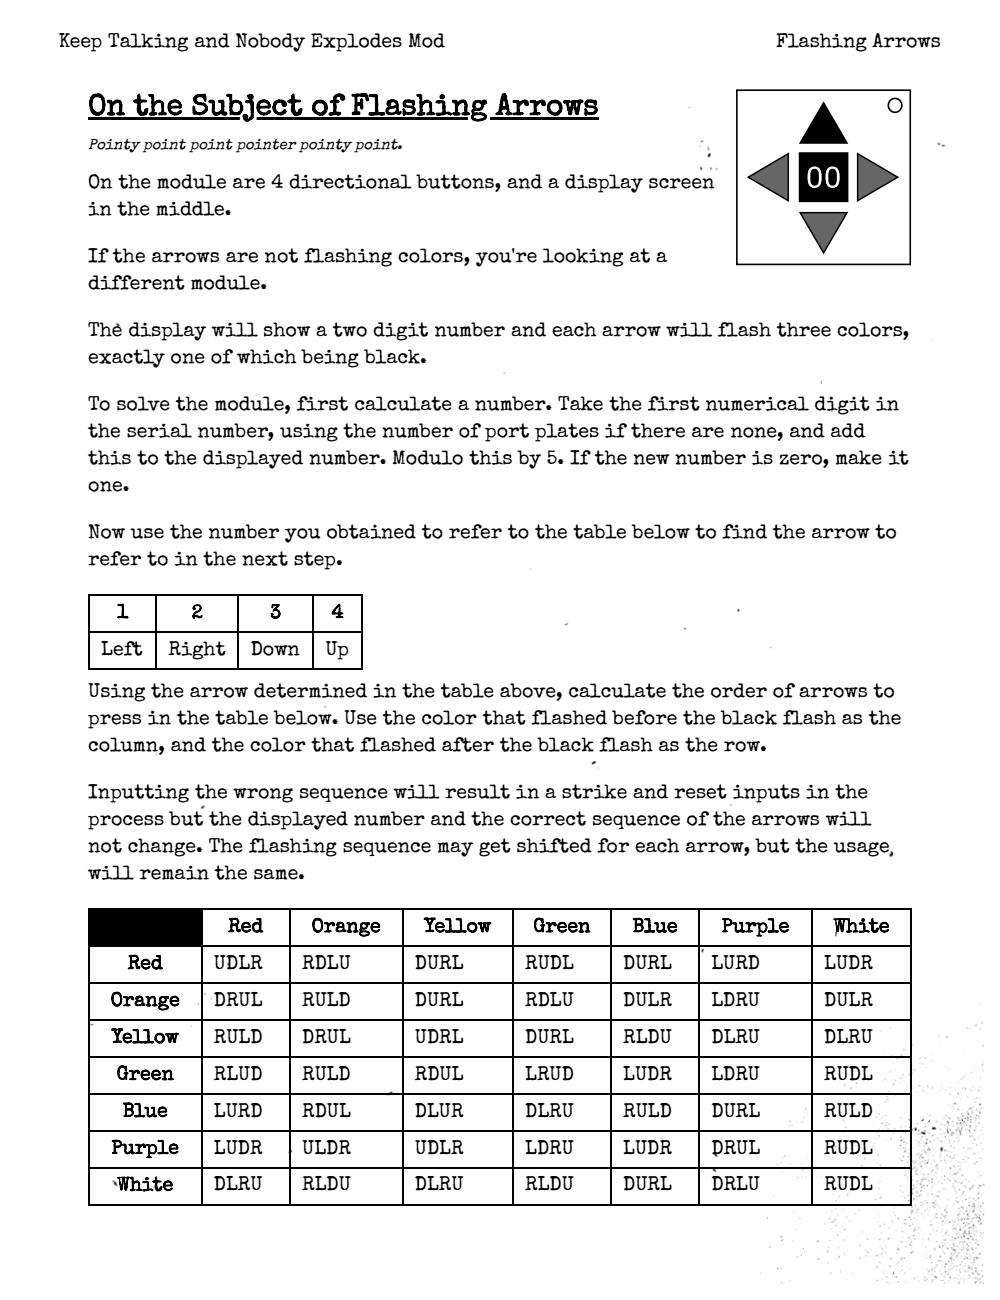 Keep Talking and Nobody Explodes Mod
Flashing Arrows
On the Subject of Flashing Arrows
Pointy point point pointer pointy point.
On the module are 4 directional buttons, and a display screen
in the middle.
00
If the arrows are not flashing colors, you're looking at a
different module.
The display will show a two digit number and each arrow will flash three colors,
exactly one of which being black.
To solve the module, first calculate a number. Take the first numerical digit in
the serial number, using the number of port plates if there are none, and add
this to the displayed number. Modulo this by 5. If the new number is zero, make it
one.
Now use the number you obtained to refer to the table below to find the arrow to
refer to in the next step.
1 2 3 4
Left Right Down Up
Using the arrow determined in the table above, calculate the order of arrows to
press in the table below. Use the color that flashed before the black flash as the
column, and the color that flashed after the black flash as the row.
Inputting the wrong sequence will result in a strike and reset inputs in the
process but the displayed number and the correct sequence of the arrows will
not change. The flashing sequence may get shifted for each arrow, but the usage
will remain the same.
Red Orange Yellow Green Blue Purple White
Red UDLR RDLU DURL RUDL DURL LURD LUDR
Orange DRUL RULD DURL RDLU DULR LDRU DULR
Yellow RULD DRUL UDRL DURL RLDU DLRU DLRU
Green RLUD RULD RDUL LRUD LUDR LDRU RUDL
Blue LURD RDUL DLUR DLRU RULD DURL RULD
Purple LUDR ULDR UDLR LDRU LUDR DRUL RUDL
White DLRU RLDU DLRU RLDU DURL DRLU RUDL